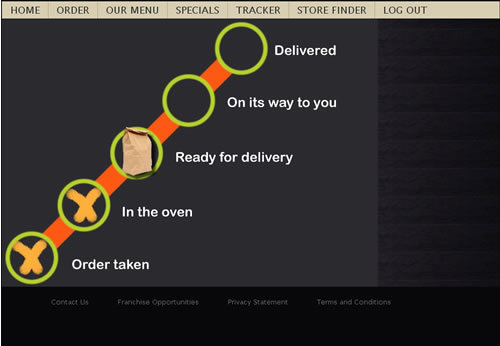 HOME ORDER OUR MENU SPECIALS TRACKER STORE FINDER LOG OUT
Delivered
On its way to you
Ready for delivery
In the oven
Order taken
Contact Us Franchise Opportunities Privacy Statement Terms and Conditions